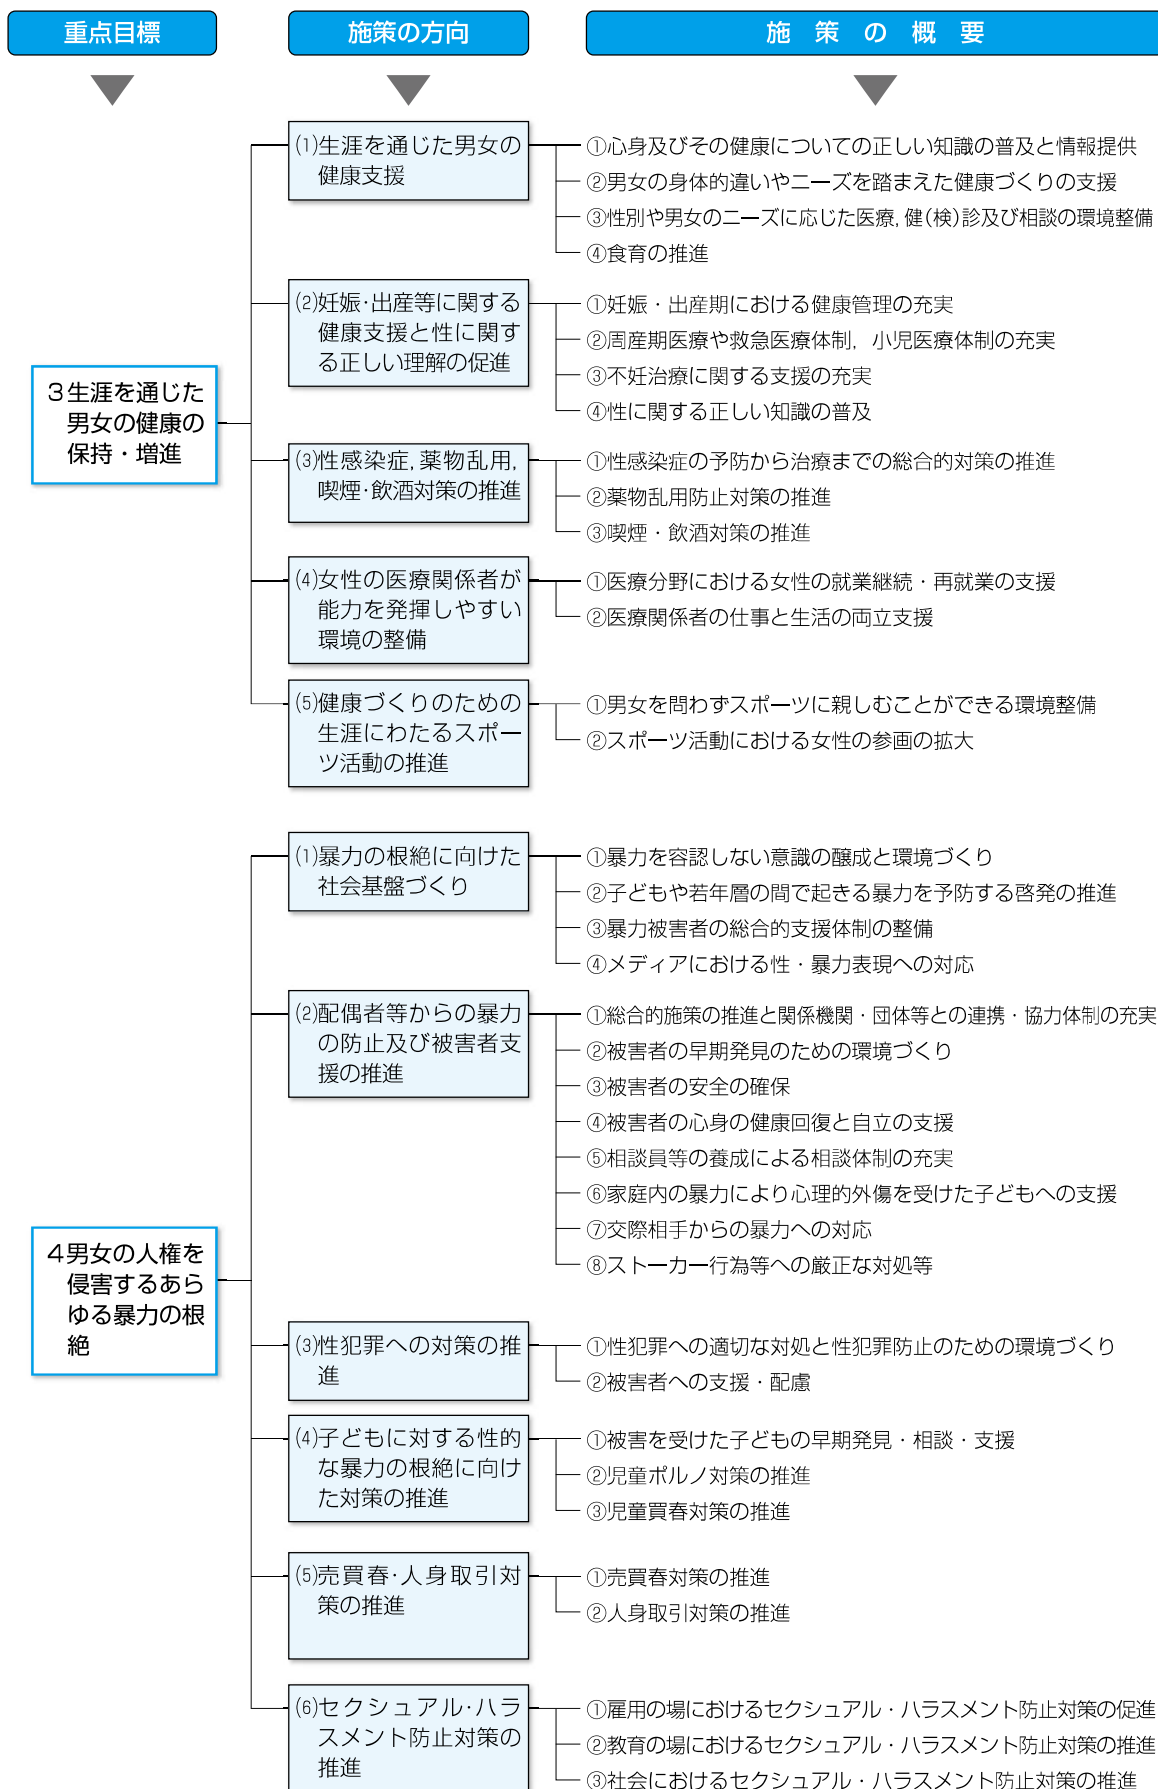 重点目標
施策の方向
施策の概要
3生涯を通じた
男女の健康の
保持・増進
⑴生涯を通じた男女の
健康支援
①心身及びその健康についての正しい知識の普及と情報提供
②男女の身体的違いやニーズを踏まえた健康づくりの支援
③性別や男女のニーズに応じた医療,健(検)診及び相談の環境整備
④食育の推進
⑵妊娠・出産等に関する
健康支援と性に関す
る正しい理解の促進
①妊娠・出産期における健康管理の充実
②周産期医療や救急医療体制,小児医療体制の充実
③不妊治療に関する支援の充実
④性に関する正しい知識の普及
⑶性感染症,薬物乱用,
喫煙・飲酒対策の推進
①性感染症の予防から治療までの総合的対策の推進
②薬物乱用防止対策の推進
③喫煙・飲酒対策の推進
⑷女性の医療関係者が
能力を発揮しやすい
環境の整備
①医療分野における女性の就業継続・再就業の支援
②医療関係者の仕事と生活の両立支援
⑸健康づくりのための
生涯にわたるスポー
ツ活動の推進
①男女を問わずスポーツに親しむことができる環境整備
②スポーツ活動における女性の参画の拡大
4男女の人権を
侵害するあら
ゆる暴力の根
絶
⑴暴力の根絶に向けた
社会基盤づくり
①暴力を容認しない意識の醸成と環境づくり
②子どもや若年層の間で起きる暴力を予防する啓発の推進
③暴力被害者の総合的支援体制の整備
④メディアにおける性・暴力表現への対応
⑵配偶者等からの暴力
の防止及び被害者支
援の推進
①総合的施策の推進と関係機関・団体等との連携・協力体制の充実
②被害者の早期発見のための環境づくり
③被害者の安全の確保
④被害者の心身の健康回復と自立の支援
⑤相談員等の養成による相談体制の充実
⑥家庭内の暴力により心理的外傷を受けた子どもへの支援
⑦交際相手からの暴力への対応
⑧ストーカー行為等への厳正な対処等
⑶性犯罪への対策の推
進
①性犯罪への適切な対処と性犯罪防止のための環境づくり
②被害者への支援・配慮
⑷子どもに対する性的
な暴力の根絶に向け
た対策の推進
①被害を受けた子どもの早期発見・相談・支援
②児童ポルノ対策の推進
③児童買春対策の推進
⑸売買春・人身取引対
策の推進
①売買春対策の推進
②人身取引対策の推進
⑹セクシュアル・ハラ
スメント防止対策の
推進
①雇用の場におけるセクシュアル・ハラスメント防止対策の促進
②教育の場におけるセクシュアル・ハラスメント防止対策の推進
③社会におけるセクシュアル・ハラスメント防止対策の推進